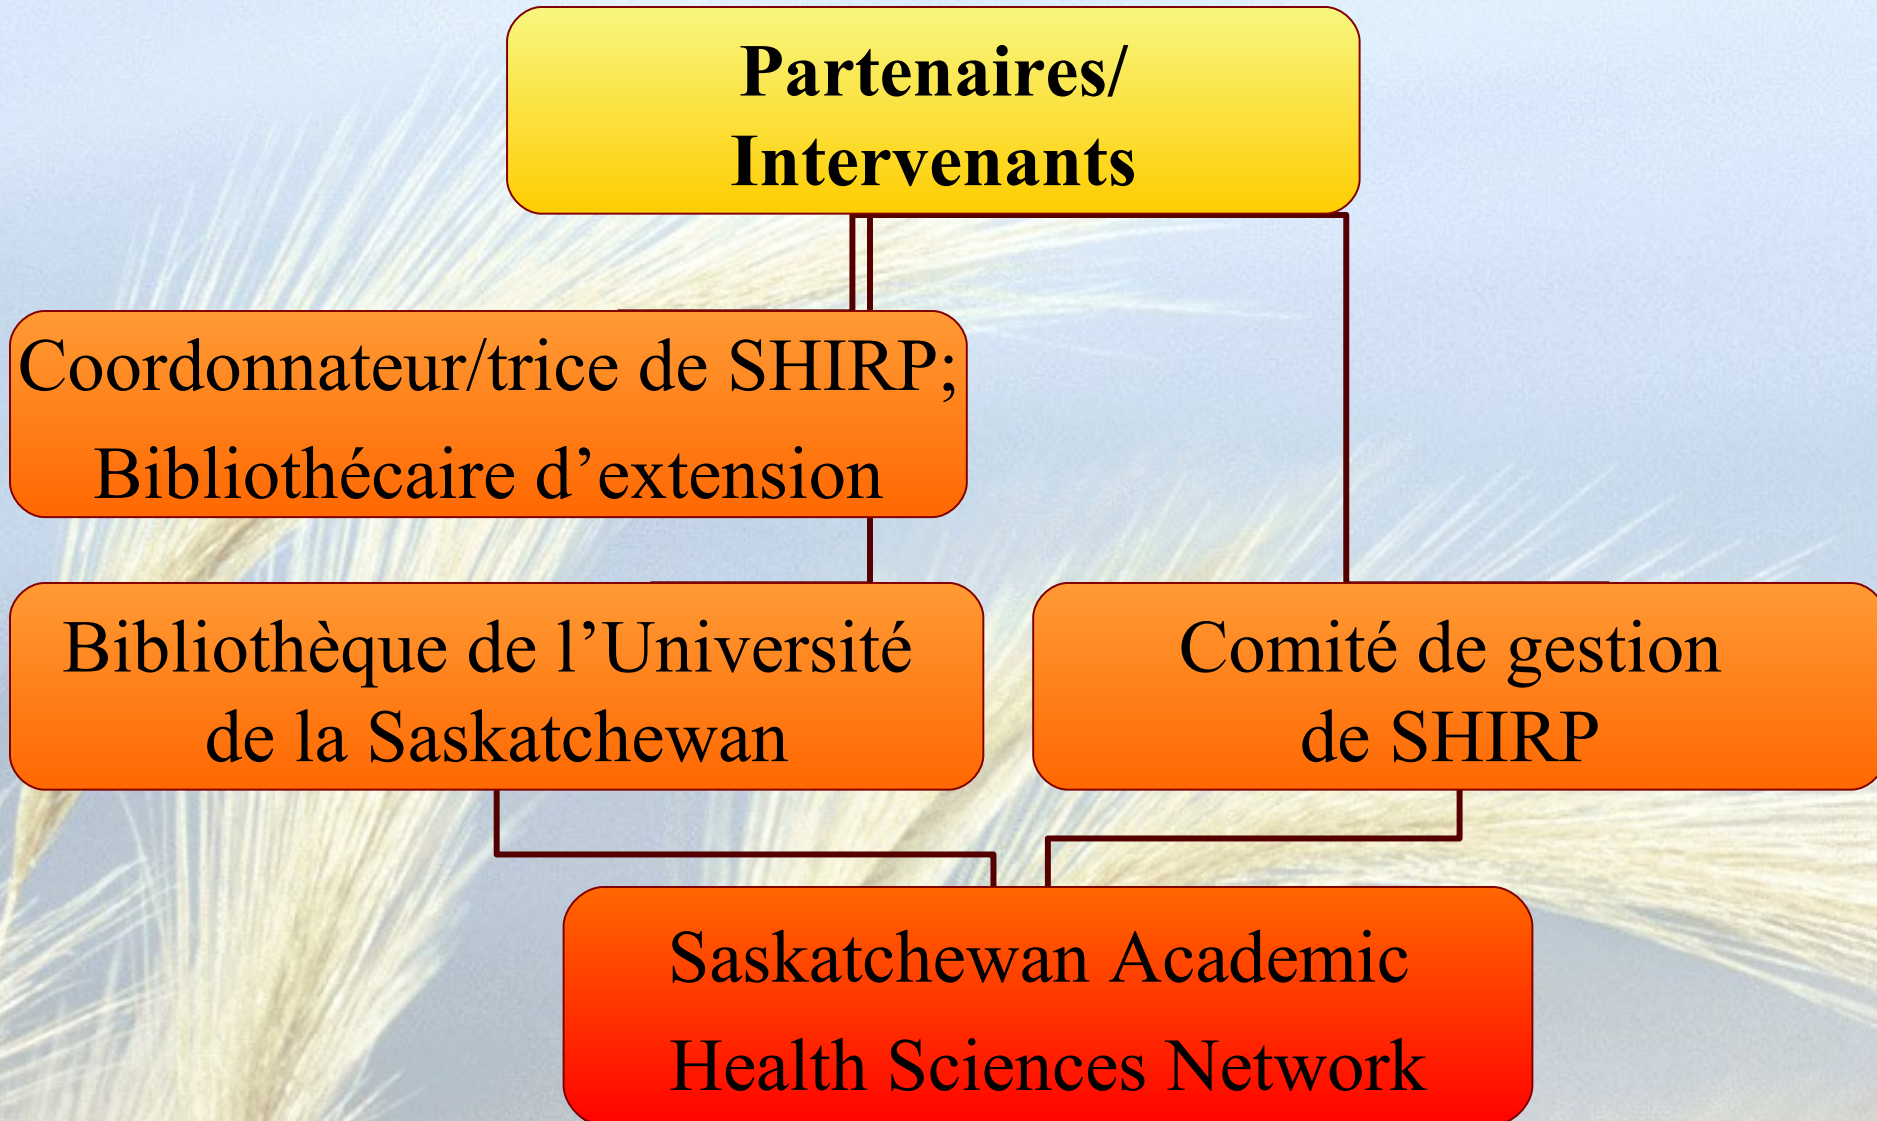 Partenaires/
Intervenants
Coordonnateur/trice de SHIRP;
Bibliothécaire d’extension
Bibliothèque de l’Université
de la Saskatchewan
Comité de gestion
de SHIRP
Saskatchewan Academic
Health Sciences Network